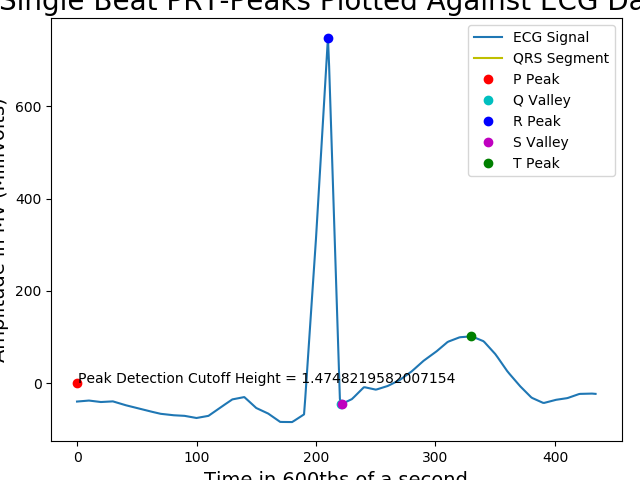 Single Beat PRT-Peaks Plotted Against ECG Da
Amplitude in MV (Millivolts)
600
400
200
0
0
100
200
300
400
Time in 600ths of a second
ECG Signal
QRS Segment
P Peak
Q Valley
R Peak
S Valley
T Peak
Peak Detection Cutoff Height = 1.4748219582007154